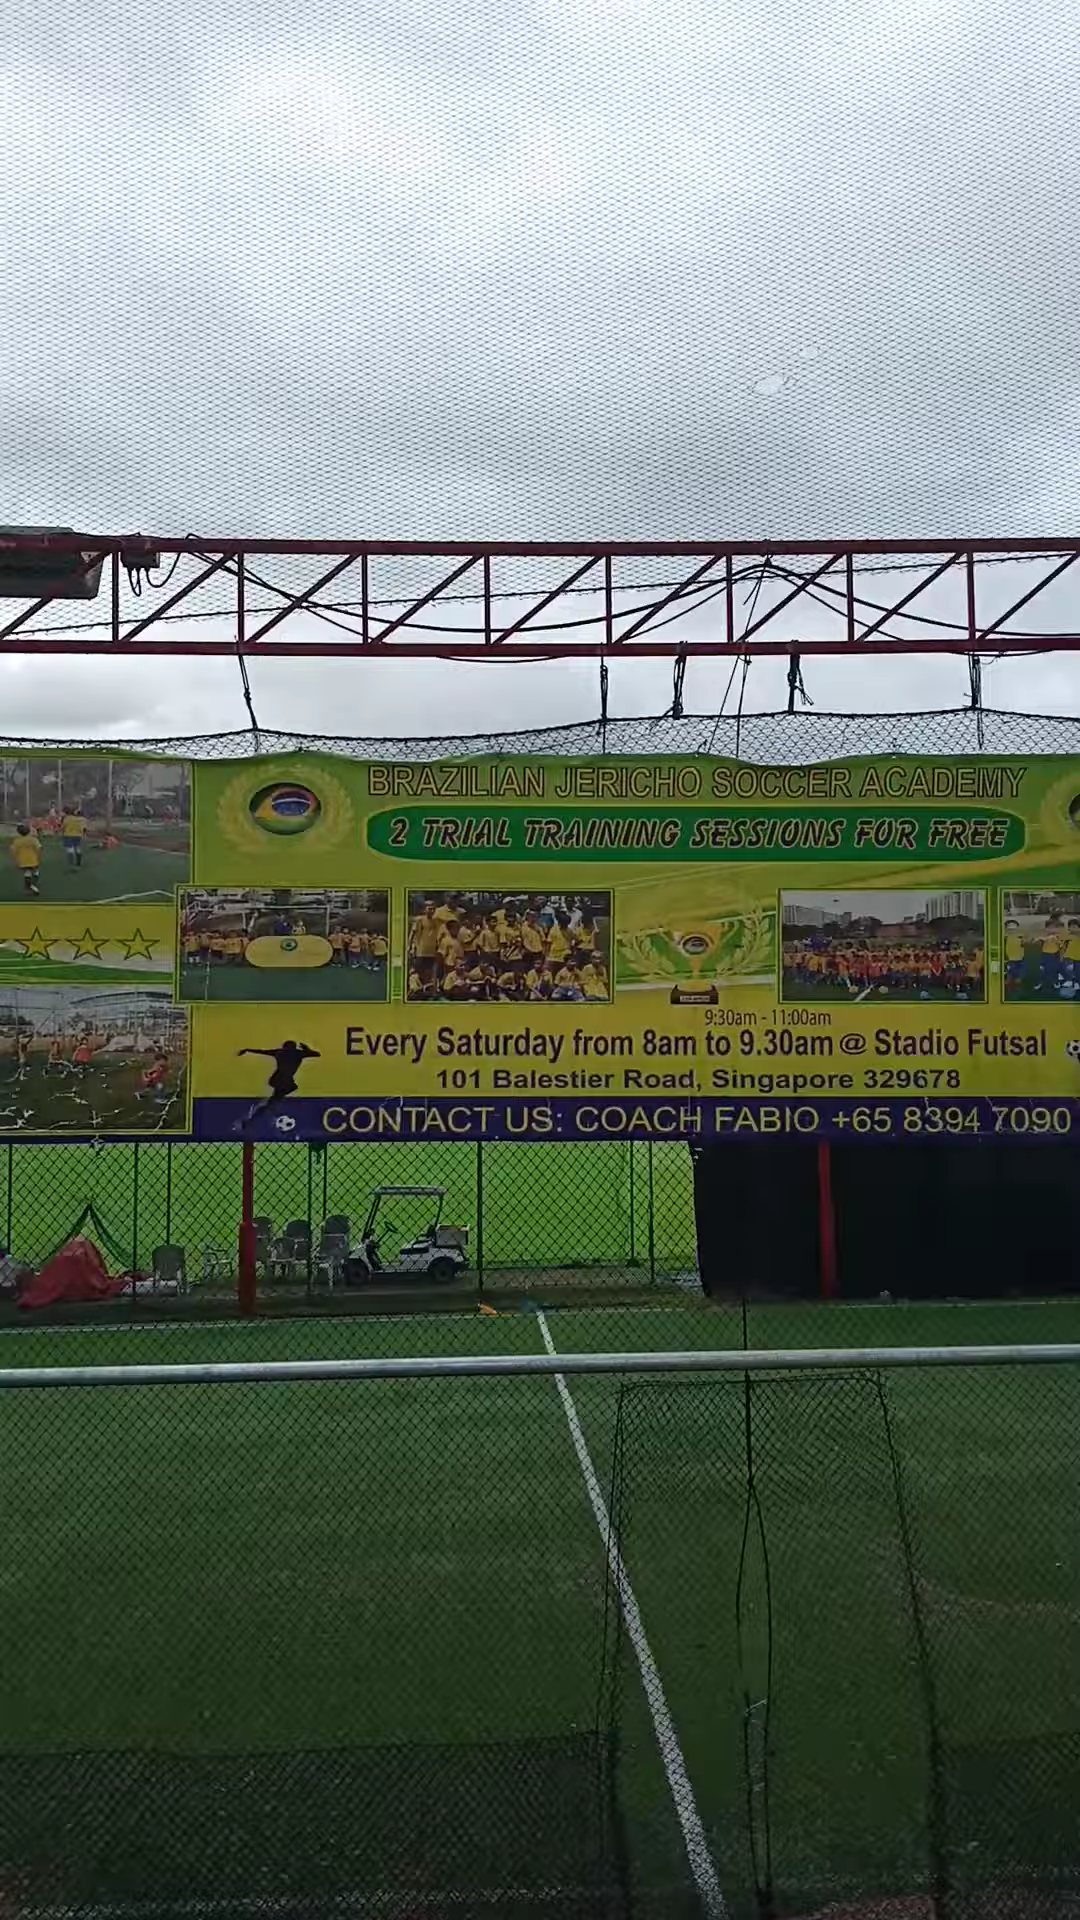 BRAZILIAN JERICHO SOCCER ACADEMY
2 TRIAL TRAINING SESSIONS FOR FREE
9:30am - 11:00am
Every Saturday from 8am to 9.30am @ Stadio Futsal
101 Balestier Road, Singapore 329678
CONTACT US: COACH FABIO +65 8394 7090